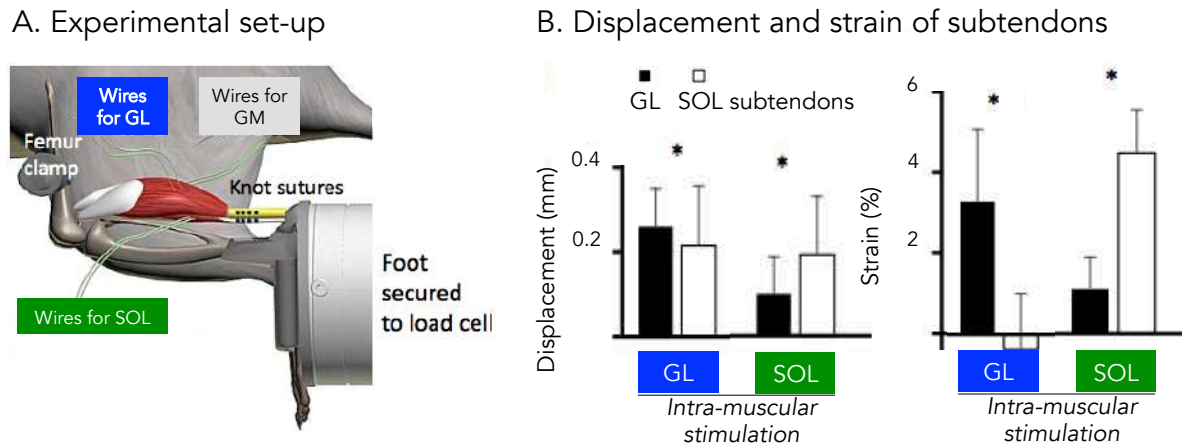 A. Experimental set-up
Wires
for GL
Wires for
GM
Femur
clamp
Knot sutures
Foot
secured
to load cell
Wires for SOL
B. Displacement and strain of subtendons
GL SOL subtendons
Displacement (mm)
0.4
0.2
*
*
GL
SOL
Intra-muscular
stimulation
Strain (%)
6
4
2
0
*
*
GL
SOL
Intra-muscular
stimulation